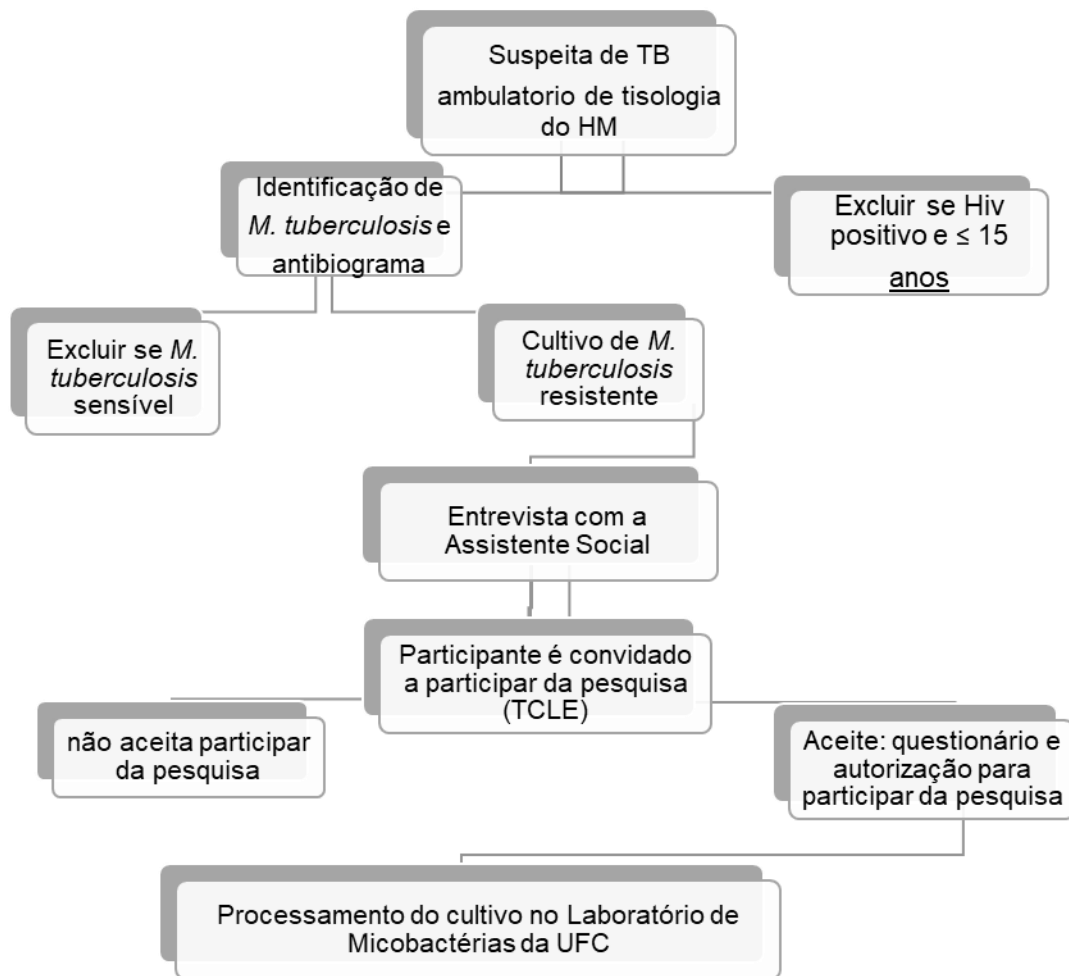 Suspeita de TB
ambulatorio de tisologia
do HM
Identificação de
M. tuberculosis e
antibiograma
Excluir se Hiv
positivo e ≤ 15
anos
Excluir se M.
tuberculosis
sensível
Cultivo de M.
tuberculosis
resistente
Entrevista com a
Assistente Social
Participante é convidado
a participar da pesquisa
(TCLE)
não aceita participar
da pesquisa
Aceite: questionário e
autorização para
participar da pesquisa
Processamento do cultivo no Laboratório de
Micobactérias da UFC